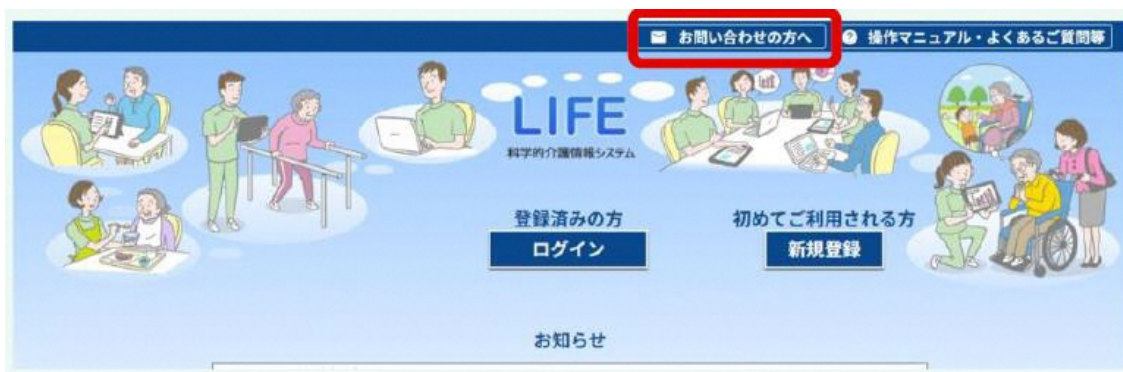 お問い合わせの方へ
操作マニュアル・よくあるご質問等
LIFE
科学的介護情報システム
登録済みの方
初めてご利用される方
ログイン
新規登録
お知らせ